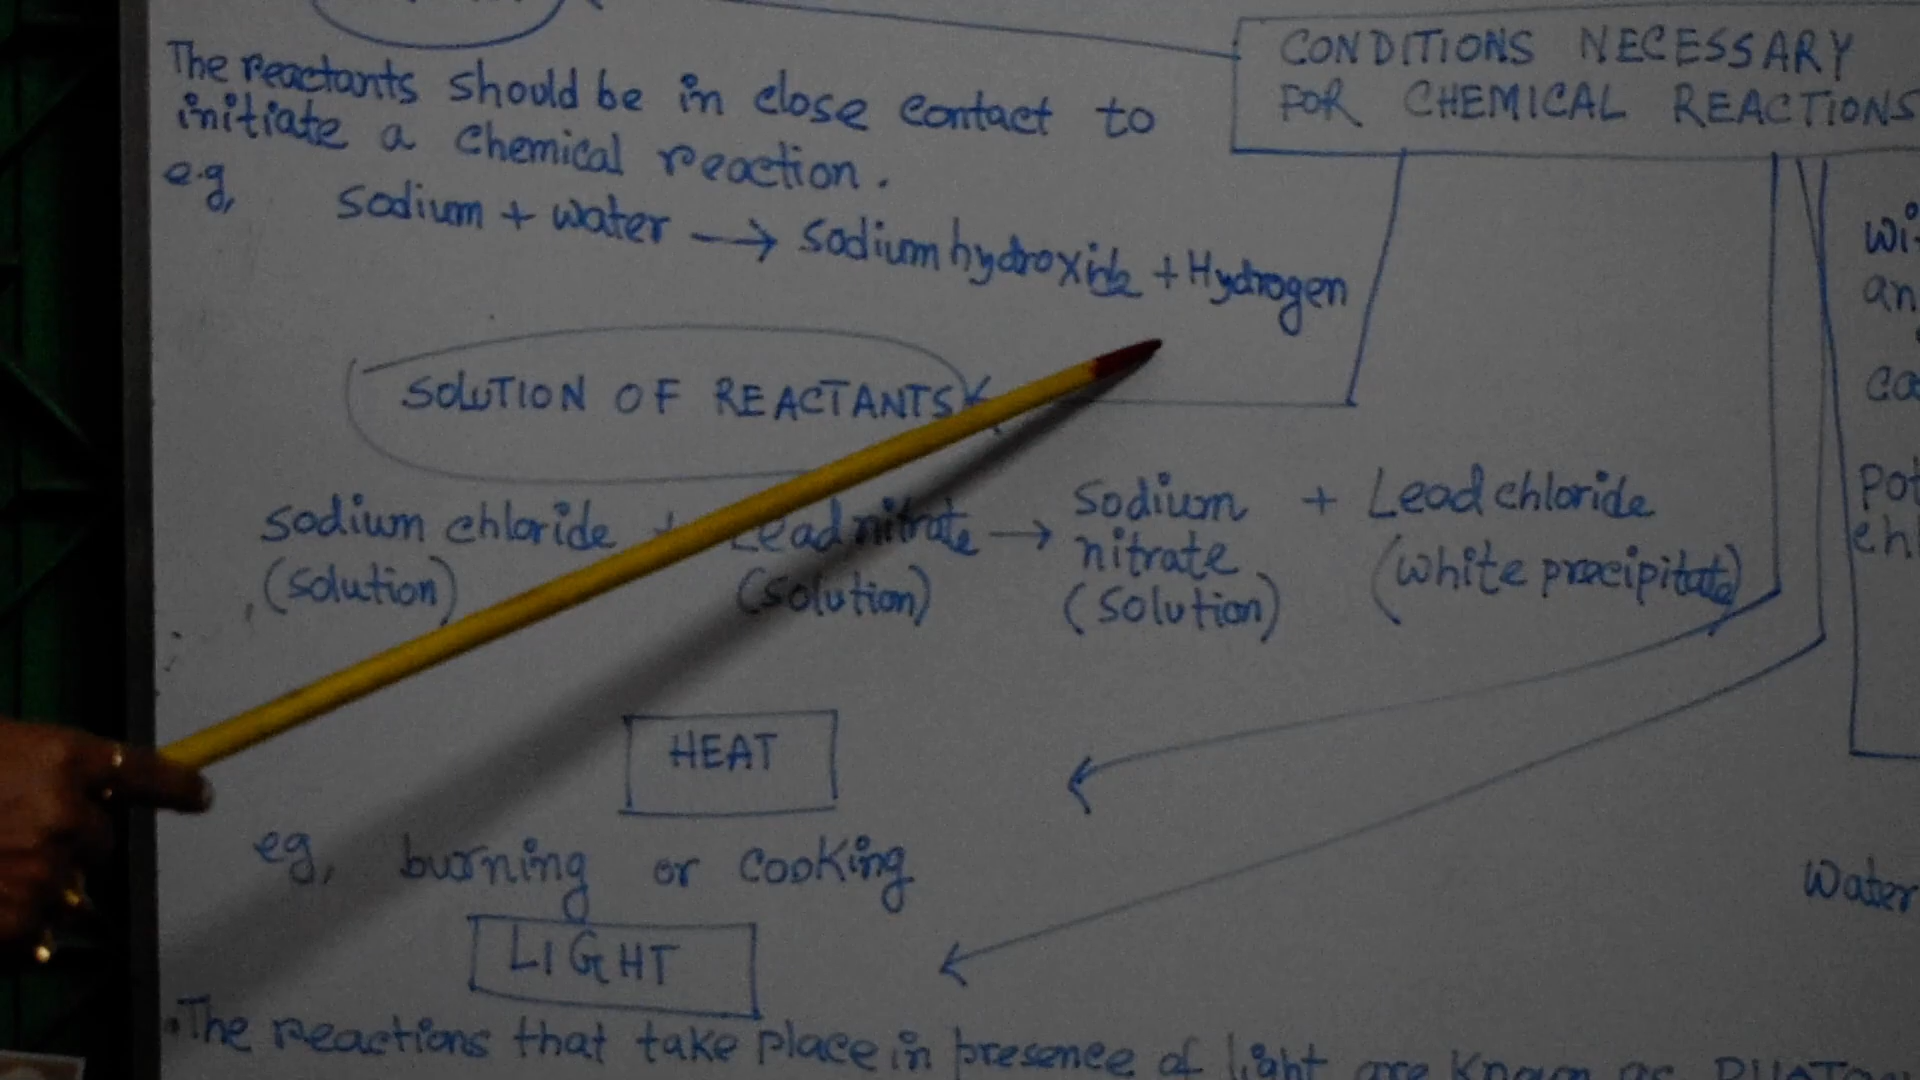 CONDITIONS NECESSARY
FOR CHEMICAL REACTIONS
The reactants should be in close contact to
initiate a chemical reaction.
e.g, sodium + water → sodium hydroxide + Hydrogen
SOLUTION OF REACTANTS
sodium chloride + Lead nitrate → sodium nitrate + Lead chloride
(solution) (solution) (solution) (white precipitate)
HEAT
eg, burning or cooking
LIGHT
The reactions that take place in presence of light are known as
Water